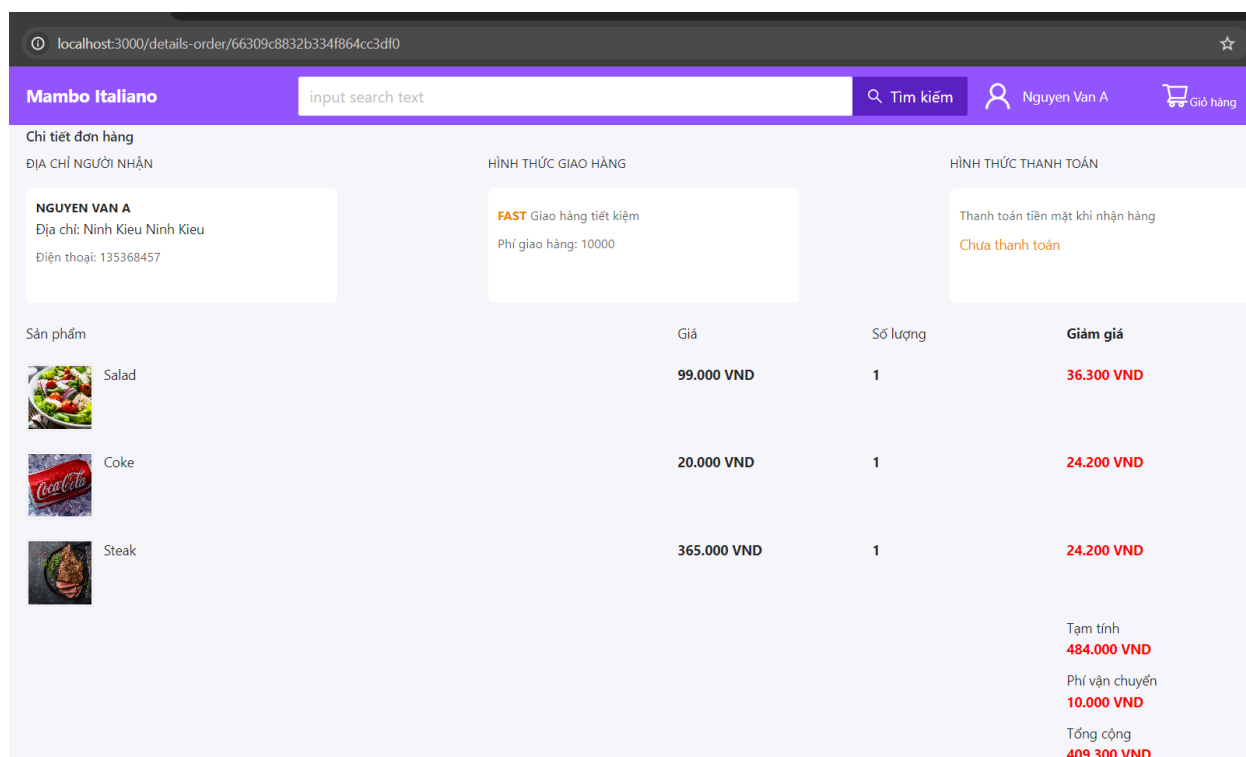 localhost:3000/details-order/66309c8832b334f864cc3df0
Mambo Italiano
input search text
Tìm kiếm
Nguyen Van A
Giỏ hàng
Chi tiết đơn hàng
ĐỊA CHỈ NGƯỜI NHẬN
HÌNH THỨC GIAO HÀNG
HÌNH THỨC THANH TOÁN
NGUYEN VAN A
Địa chỉ: Ninh Kieu Ninh Kieu
Điện thoại: 135368457
FAST Giao hàng tiết kiệm
Phí giao hàng: 10000
Thanh toán tiền mặt khi nhận hàng
Chưa thanh toán
Sản phẩm
Giá
Số lượng
Giảm giá
Salad
99.000 VND
1
36.300 VND
Coca-Cola
Coke
20.000 VND
1
24.200 VND
Steak
365.000 VND
1
24.200 VND
Tạm tính
484.000 VND
Phí vận chuyển
10.000 VND
Tổng cộng
409.300 VND